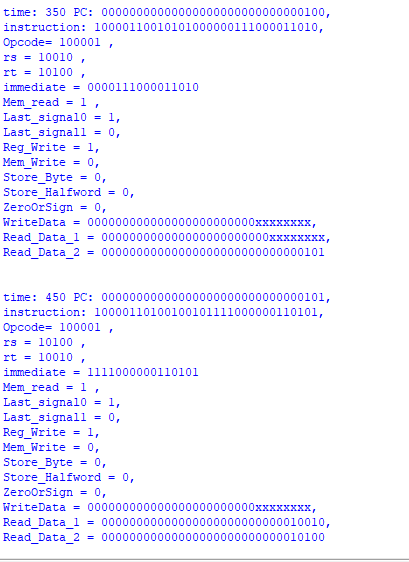 time: 350 PC: 00000000000000000000000000000100,
instruction: 10000110010101000000111000011010,
Opcode= 100001 ,
rs = 10010 ,
rt = 10100 ,
immediate = 0000111000011010
Mem_read = 1 ,
Last_signal0 = 1,
Last_signal1 = 0,
Reg_Write = 1,
Mem_Write = 0,
Store_Byte = 0,
Store_Halfword = 0,
ZeroOrSign = 0,
WriteData = 000000000000000000000000xxxxxxxx,
Read_Data_1 = 000000000000000000000000xxxxxxxx,
Read_Data_2 = 00000000000000000000000000000101
time: 450 PC: 00000000000000000000000000000101,
instruction: 10000110100100101111000000110101,
Opcode= 100001 ,
rs = 10100 ,
rt = 10010 ,
immediate = 1111000000110101
Mem_read = 1 ,
Last_signal0 = 1,
Last_signal1 = 0,
Reg_Write = 1,
Mem_Write = 0,
Store_Byte = 0,
Store_Halfword = 0,
ZeroOrSign = 0,
WriteData = 000000000000000000000000xxxxxxxx,
Read_Data_1 = 00000000000000000000000000010010,
Read_Data_2 = 00000000000000000000000000010100